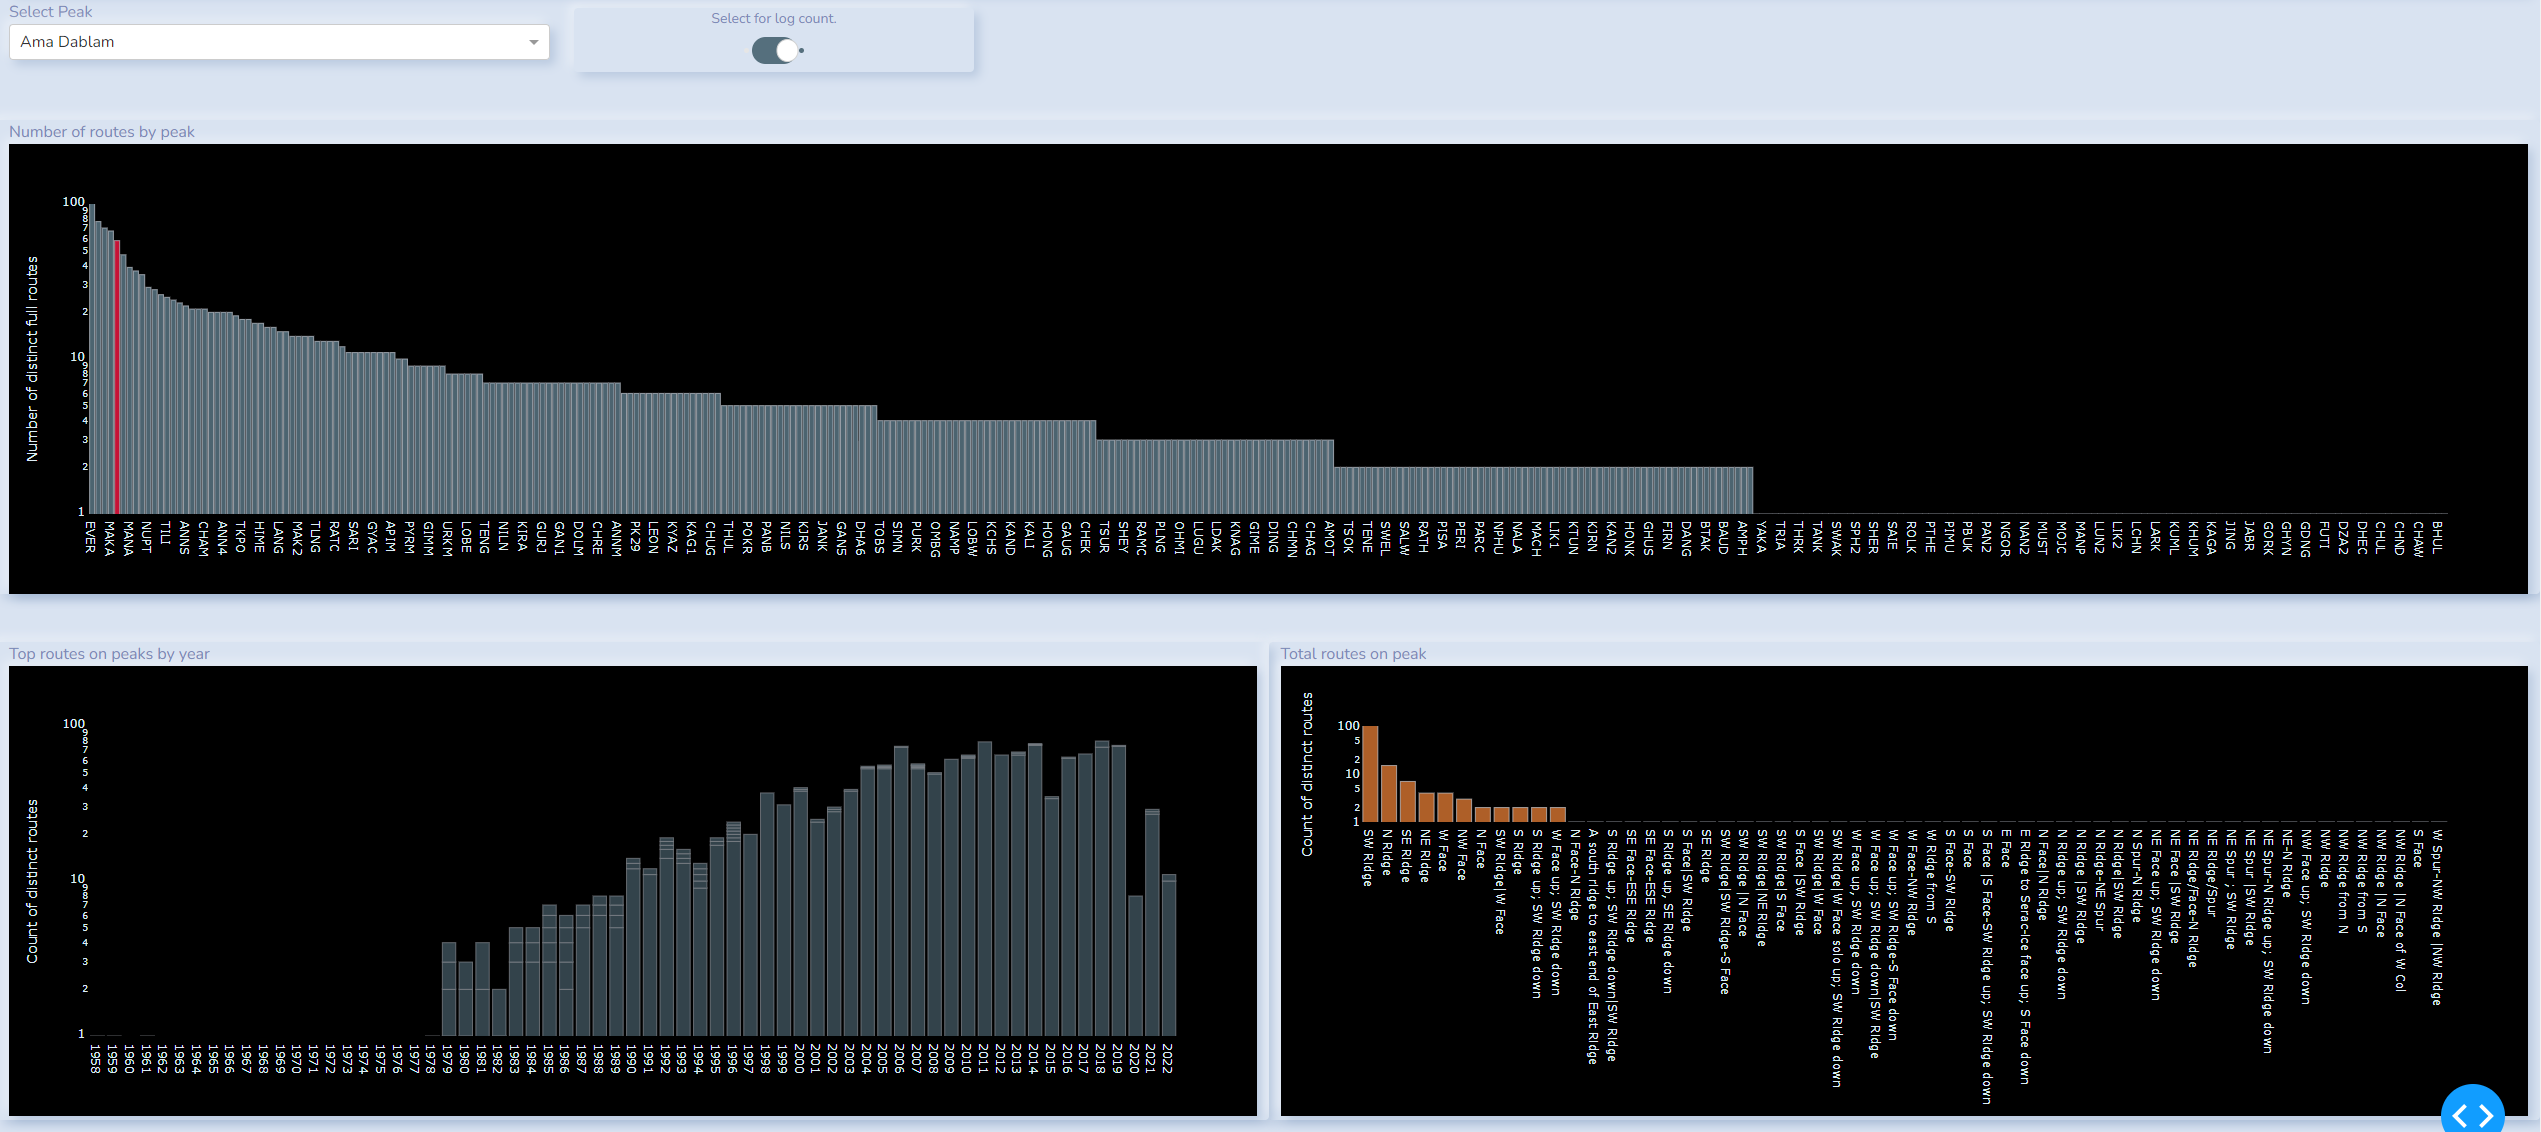 Select Peak
Ama Dablam
Select for log count.
Number of routes by peak
Number of distinct full routes
100
9
8
7
6
5
4
3
2
10
9
8
7
6
5
4
3
2
1
EVER MAKA MANA NUPT TILI ANNS CHAM ANN4 TKPO HIME LANG MAK2 TLNG RATC SARI GYAC APIM PYRM GIMM URKM LOBE TENG NILN KIRA GURJ GAN1 DOLM CHRE ANNM PK29 LEON KYAZ KAG1 CHUG THUL POKR PANB NILS KJRS JANK GAN5 DHA6 TOBS SIMN PURK OMBG NAMP LOBW KCHS KAND KALI HONG GAUG CHEK TSUR SHEY RAMC PLNG OHMI LUGU LDAK KNAG GIME DING CHMN CHAG AMOT TSOK TENE SWEL SALW RATH PISA PERI PARC NPHU NALA MACH LIK1 KTUN KJRN KAN2 HONK GHUS FIRN DANG BTAK BAUD AMPH YAKA TRIA THRK TANK SWAK SPH2 SHER SAIE ROLK PTHE PIMU PBUK PAN2 NGOR NAN2 MUST MOJC MANP LUN2 LIK2 LCHN LARK KUML KHUM KAGA JING JABR GORK GHYN GDNG FUTI DZA2 DHEC CHUL CHND CHAW BHUL
Top routes on peaks by year
Count of distinct routes
100
9
8
7
6
5
4
3
2
10
9
8
7
6
5
4
3
2
1
1958 1959 1960 1961 1963 1964 1965 1966 1967 1968 1969 1970 1971 1972 1973 1974 1975 1976 1977 1978 1979 1980 1981 1982 1983 1984 1985 1986 1987 1988 1989 1990 1991 1992 1993 1994 1995 1996 1997 1998 1999 2000 2001 2002 2003 2004 2005 2006 2007 2008 2009 2010 2011 2012 2013 2014 2015 2016 2017 2018 2019 2020 2021 2022
Total routes on peak
Count of distinct routes
100
5
2
10
5
2
1
SW Ridge
N Ridge
SE Ridge
NE Ridge
W Face
NW Face
N Face
SW Ridge|W Face
S Ridge
S Ridge up; SW Ridge down
W Face up; SW Ridge down
N Face-N Ridge
A south ridge to east end of East Ridge
S Ridge up; SW Ridge down|SW Ridge
SE Face-ESE Ridge
SE Face-ESE Ridge
S Ridge up, SE Ridge down
S Face|SW Ridge
SE Ridge
SW Ridge|SW Ridge-S Face
SW Ridge |N Face
SW Ridge|NE Ridge
SW Ridge|S Face
S Face |SW Ridge
SW Ridge|W Face
SW Ridge|W Face solo up; SW Ridge down
W Face up, SW Ridge down
W Face up; SW Ridge down|SW Ridge
W Face up; SW Ridge-S Face down
W Face-NW Ridge
W Ridge from S
S Face-SW Ridge
S Face
S Face |S Face-SW Ridge up; SW Ridge down
E Face
E Ridge to Serac-Ice face up; S Face down
N Face|N Ridge
N Ridge up; SW Ridge down
N Ridge |SW Ridge
N Ridge-NE Spur
N Ridge|SW Ridge
N Spur-N Ridge
NE Face up; SW Ridge down
NE Face |SW Ridge
NE Ridge/Face-N Ridge
NE Ridge/Spur
NE Spur ; SW Ridge
NE Spur |SW Ridge
NE Spur-N Ridge up; SW Ridge down
NE-N Ridge
NW Face up; SW Ridge down
NW Ridge
NW Ridge from N
NW Ridge from S
NW Ridge |N Face
NW Ridge |N Face of W Col
S Face
W Spur-NW Ridge |NW Ridge